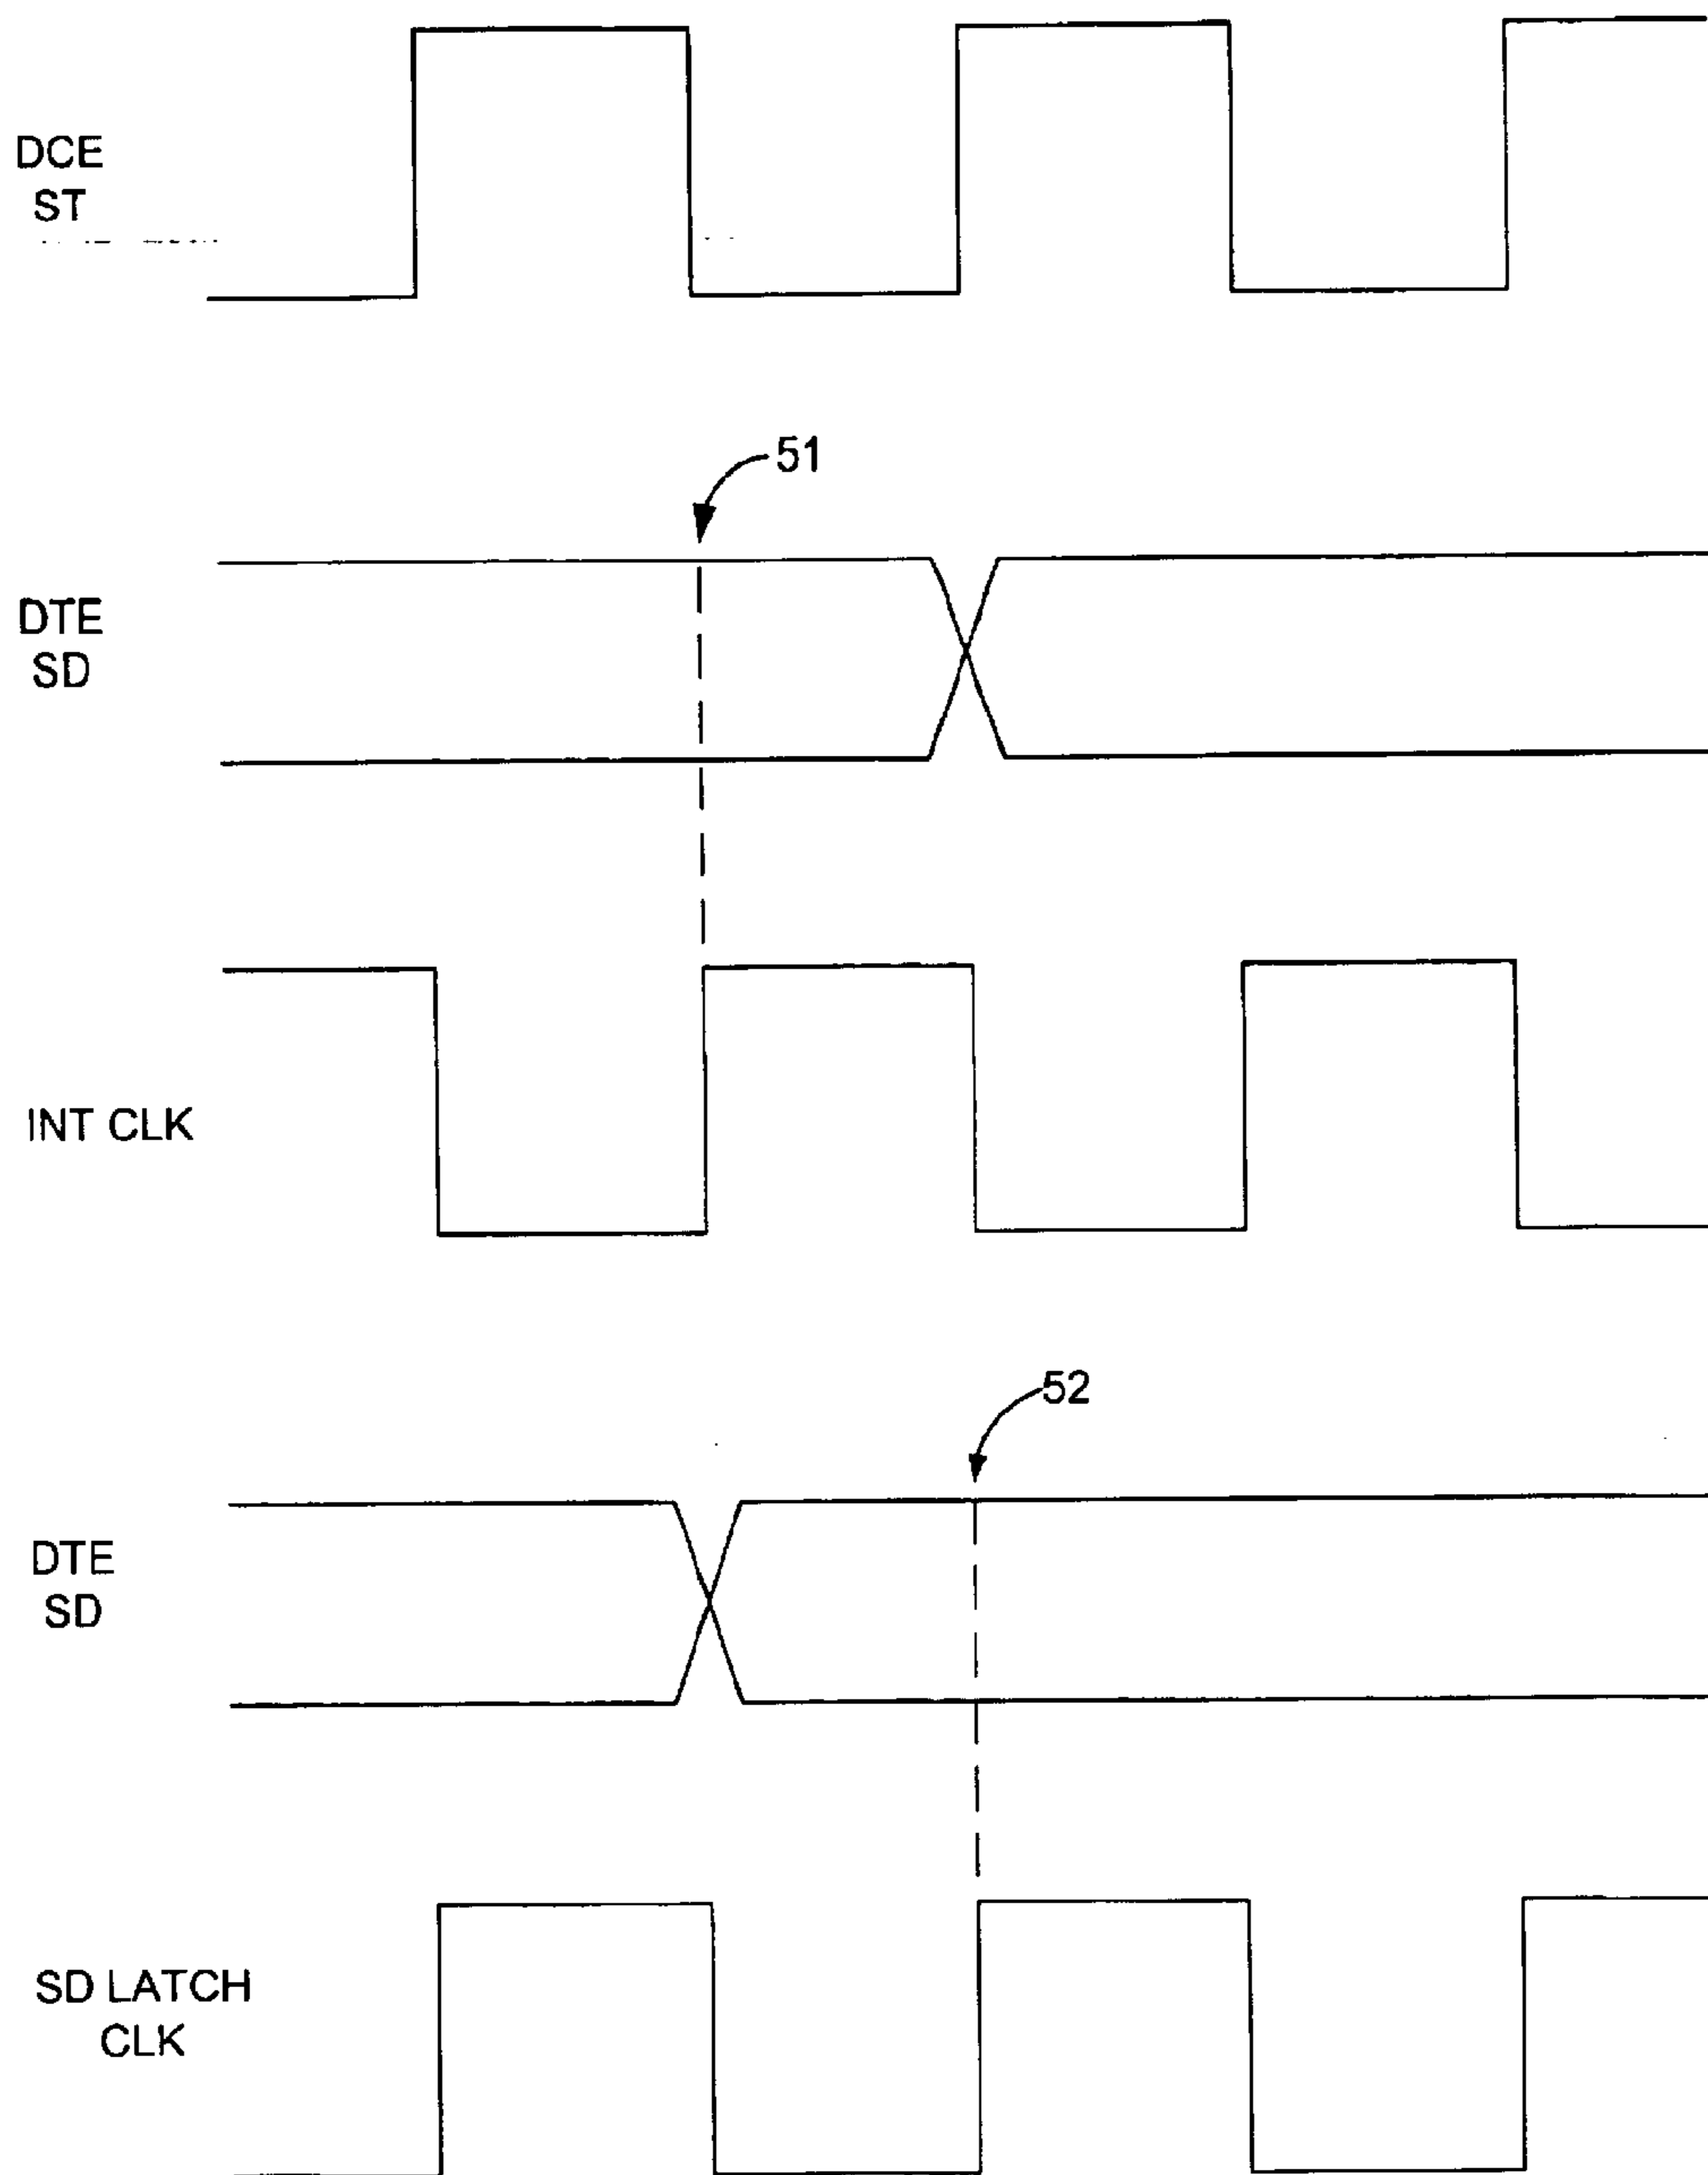 DCE
ST
51
DTE
SD
INT CLK
52
DTE
SD
SD LATCH
CLK